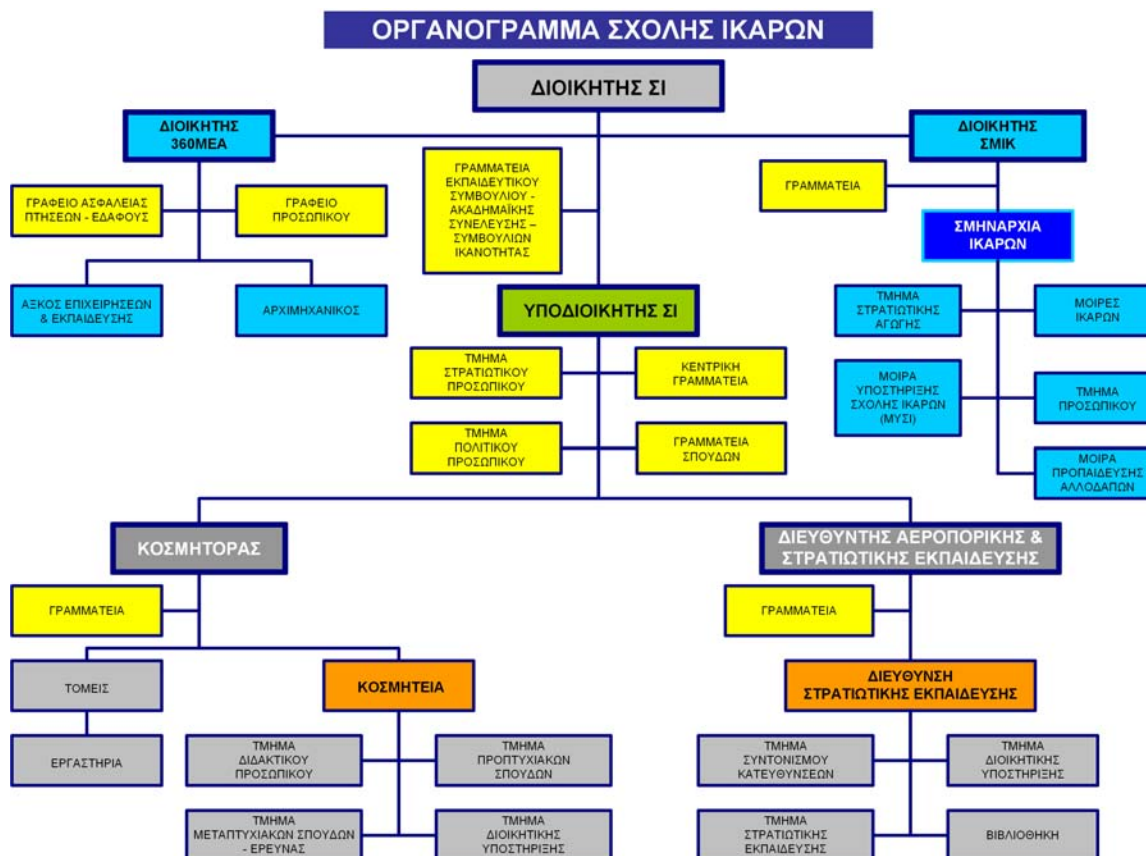 ΟΡΓΑΝΟΓΡΑΜΜΑ ΣΧΟΛΗΣ ΙΚΑΡΩΝ
ΔΙΟΙΚΗΤΗΣ ΣΙ
ΔΙΟΙΚΗΤΗΣ
360ΜΕΑ
ΔΙΟΙΚΗΤΗΣ
ΣΜΙΚ
ΓΡΑΦΕΙΟ ΑΣΦΑΛΕΙΑΣ
ΠΤΗΣΕΩΝ - ΕΔΑΦΟΥΣ
ΓΡΑΦΕΙΟ
ΠΡΟΣΩΠΙΚΟΥ
ΓΡΑΜΜΑΤΕΙΑ
ΕΚΠΑΙΔΕΥΤΙΚΟΥ
ΣΥΜΒΟΥΛΙΟΥ -
ΑΚΑΔΗΜΑΪΚΗΣ
ΣΥΝΕΛΕΥΣΗΣ –
ΣΥΜΒΟΥΛΙΩΝ
ΙΚΑΝΟΤΗΤΑΣ
ΓΡΑΜΜΑΤΕΙΑ
ΣΜΗΝΑΡΧΙΑ
ΙΚΑΡΩΝ
ΑΞΚΟΣ ΕΠΙΧΕΙΡΗΣΕΩΝ
& ΕΚΠΑΙΔΕΥΣΗΣ
ΑΡΧΙΜΗΧΑΝΙΚΟΣ
ΥΠΟΔΙΟΙΚΗΤΗΣ ΣΙ
ΤΜΗΜΑ
ΣΤΡΑΤΙΩΤΙΚΗΣ
ΑΓΩΓΗΣ
ΜΟΙΡΕΣ
ΙΚΑΡΩΝ
ΤΜΗΜΑ
ΣΤΡΑΤΙΩΤΙΚΟΥ
ΠΡΟΣΩΠΙΚΟΥ
ΚΕΝΤΡΙΚΗ
ΓΡΑΜΜΑΤΕΙΑ
ΜΟΙΡΑ
ΥΠΟΣΤΗΡΙΞΗΣ
ΣΧΟΛΗΣ ΙΚΑΡΩΝ
(ΜΥΣΙ)
ΤΜΗΜΑ
ΠΡΟΣΩΠΙΚΟΥ
ΤΜΗΜΑ
ΠΟΛΙΤΙΚΟΥ
ΠΡΟΣΩΠΙΚΟΥ
ΓΡΑΜΜΑΤΕΙΑ
ΣΠΟΥΔΩΝ
ΜΟΙΡΑ
ΠΡΟΠΑΙΔΕΥΣΗΣ
ΑΛΛΟΔΑΠΩΝ
ΚΟΣΜΗΤΟΡΑΣ
ΔΙΕΥΘΥΝΤΗΣ ΑΕΡΟΠΟΡΙΚΗΣ &
ΣΤΡΑΤΙΩΤΙΚΗΣ ΕΚΠΑΙΔΕΥΣΗΣ
ΓΡΑΜΜΑΤΕΙΑ
ΓΡΑΜΜΑΤΕΙΑ
ΤΟΜΕΙΣ
ΚΟΣΜΗΤΕΙΑ
ΔΙΕΥΘΥΝΣΗ
ΣΤΡΑΤΙΩΤΙΚΗΣ ΕΚΠΑΙΔΕΥΣΗΣ
ΕΡΓΑΣΤΗΡΙΑ
ΤΜΗΜΑ
ΔΙΔΑΚΤΙΚΟΥ
ΠΡΟΣΩΠΙΚΟΥ
ΤΜΗΜΑ
ΠΡΟΠΤΥΧΙΑΚΩΝ
ΣΠΟΥΔΩΝ
ΤΜΗΜΑ
ΣΥΝΤΟΝΙΣΜΟΥ
ΚΑΤΕΥΘΥΝΣΕΩΝ
ΤΜΗΜΑ
ΔΙΟΙΚΗΤΙΚΗΣ
ΥΠΟΣΤΗΡΙΞΗΣ
ΤΜΗΜΑ
ΜΕΤΑΠΤΥΧΙΑΚΩΝ ΣΠΟΥΔΩΝ
- ΕΡΕΥΝΑΣ
ΤΜΗΜΑ
ΔΙΟΙΚΗΤΙΚΗΣ
ΥΠΟΣΤΗΡΙΞΗΣ
ΤΜΗΜΑ
ΣΤΡΑΤΙΩΤΙΚΗΣ
ΕΚΠΑΙΔΕΥΣΗΣ
ΒΙΒΛΙΟΘΗΚΗ